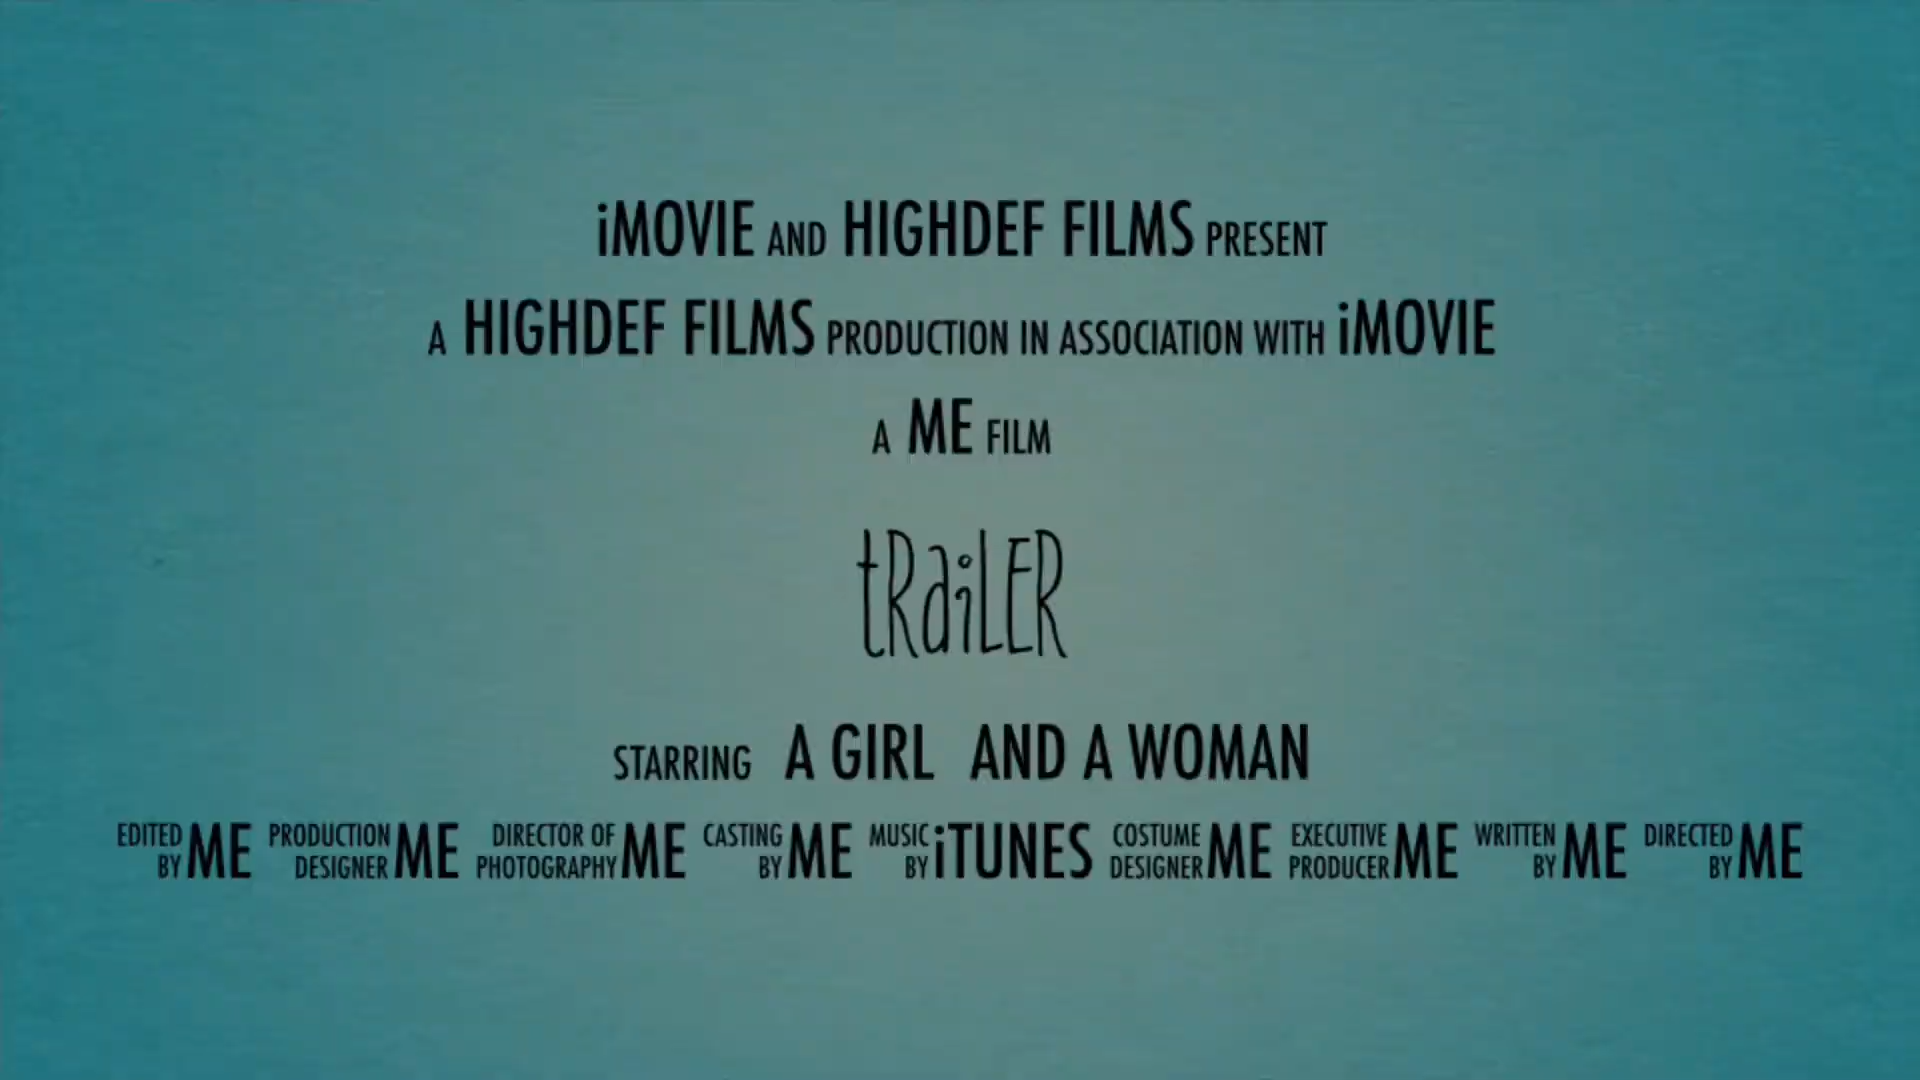 iMOVIE AND HIGHDEF FILMS PRESENT
A HIGHDEF FILMS PRODUCTION IN ASSOCIATION WITH iMOVIE
A ME FILM
tRaiLER
STARRING A GIRL AND A WOMAN
EDITED BY ME PRODUCTION DESIGNER ME DIRECTOR OF PHOTOGRAPHY ME CASTING BY ME MUSIC BY iTUNES COSTUME DESIGNER ME EXECUTIVE PRODUCER ME WRITTEN BY ME DIRECTED BY ME